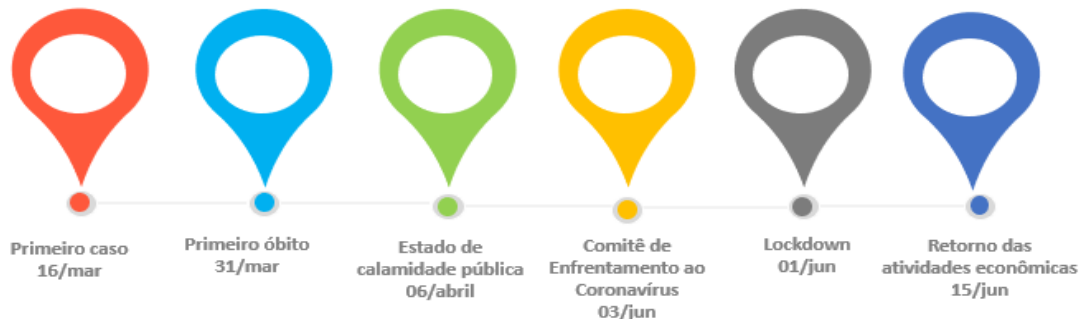 Primeiro caso
16/mar
Primeiro óbito
31/mar
Estado de
calamidade pública
06/abril
Comitê de
Enfrentamento ao
Coronavírus
03/jun
Lockdown
01/jun
Retorno das
atividades econômicas
15/jun